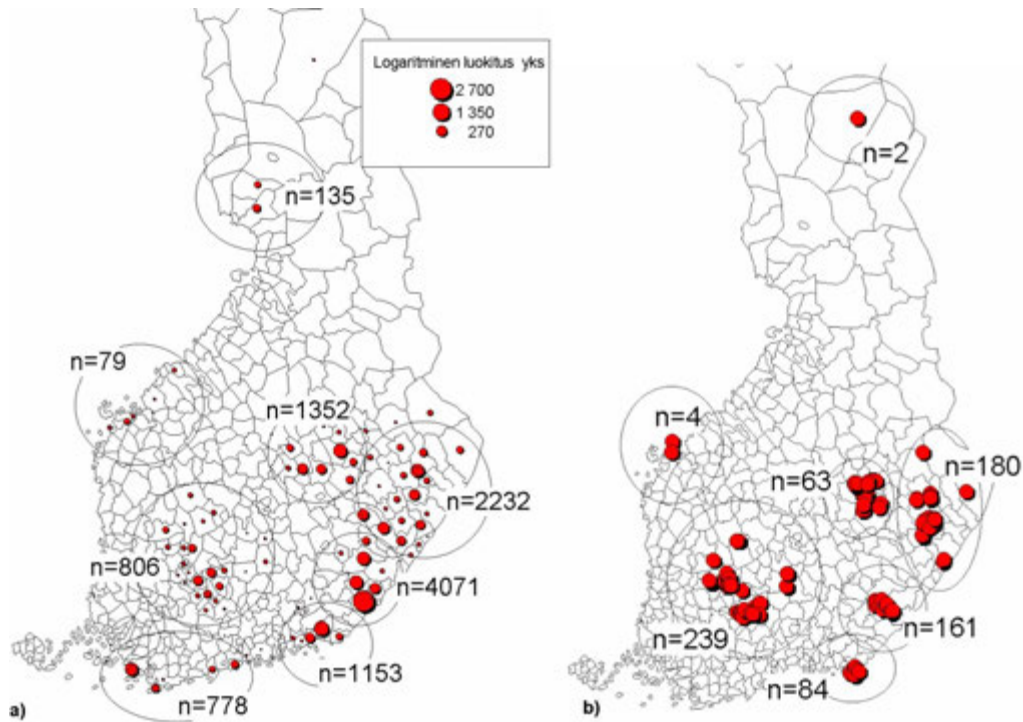 Logaritminen luokitus yks
2 700
1 350
270
n=135
n=79
n=1352
n=2232
n=806
n=4071
n=1153
n=778
a)
n=2
n=4
n=63
n=180
n=239
n=161
n=84
b)